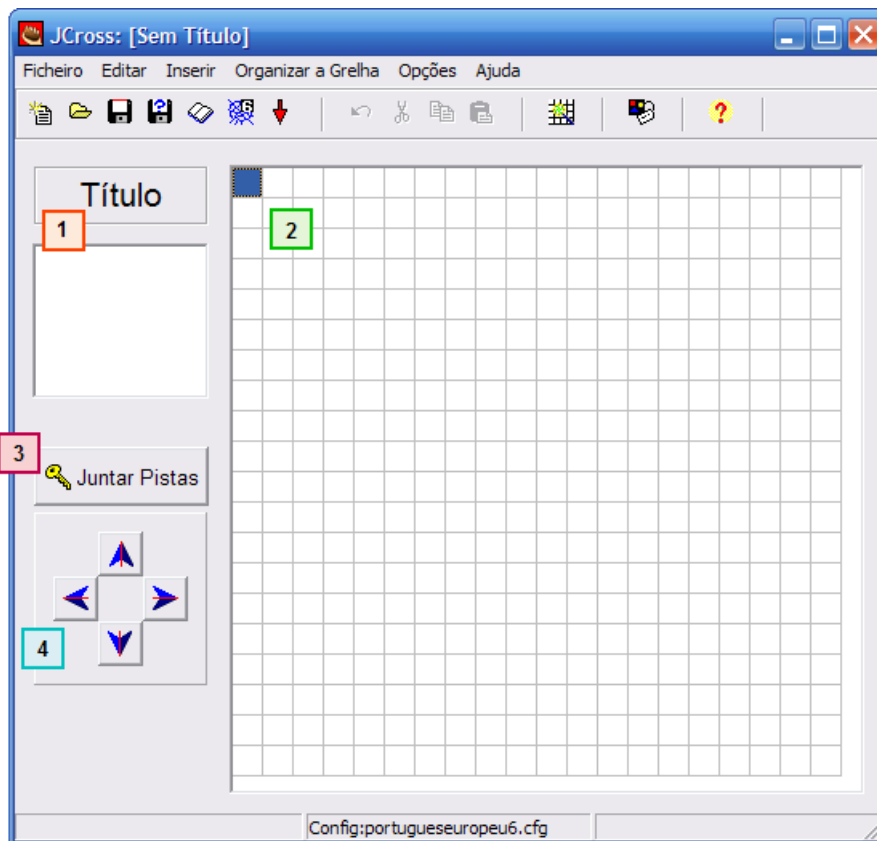 JCross: [Sem Título]
Ficheiro Editar Inserir Organizar a Grelha Opções Ajuda
Título
1
2
3
Juntar Pistas
4
Config:portugueseuropeu6.cfg